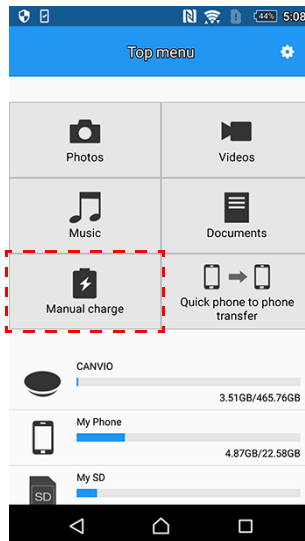 44% 5:08
Top menu
Photos Videos
Music Documents
Manual charge Quick phone to phone
transfer
CANVIO
3.51GB/465.76GB
My Phone
4.87GB/22.58GB
My SD
SD